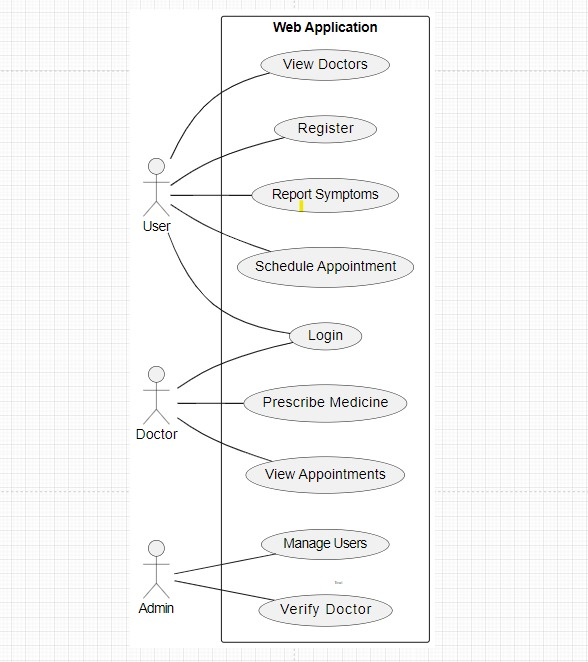 Web Application
View Doctors
Register
Report Symptoms
User
Schedule Appointment
Login
Doctor
Prescribe Medicine
View Appointments
Manage Users
Admin
Verify Doctor